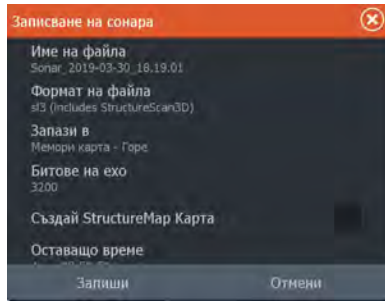 Записване на сонара
Име на файла
Sonar_2019-03-30_18.19.01
Формат на файла
sl3 (includes StructureScan3D)
Запази в
Мемори карта - Горе
Битове на ехо
3200
Създай StructureMap Карта
Оставащо време
Запиши Отмени